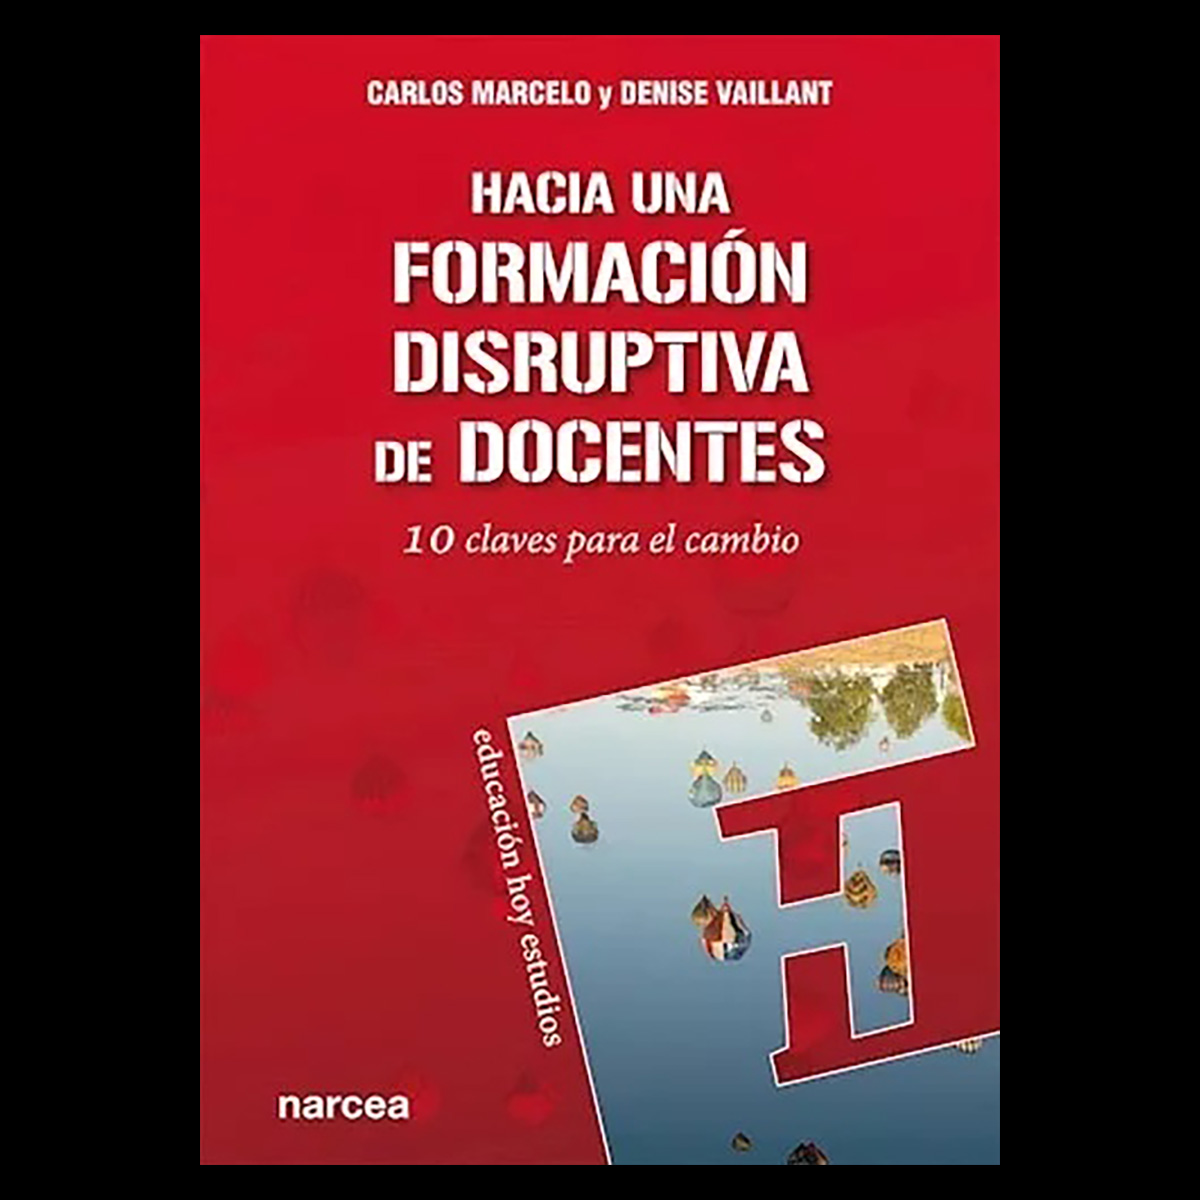 CARLOS MARCELO y DENISE VAILLANT
HACIA UNA
FORMACIÓN
DISRUPTIVA
DE DOCENTES
10 claves para el cambio
educación hoy estudios
narcea